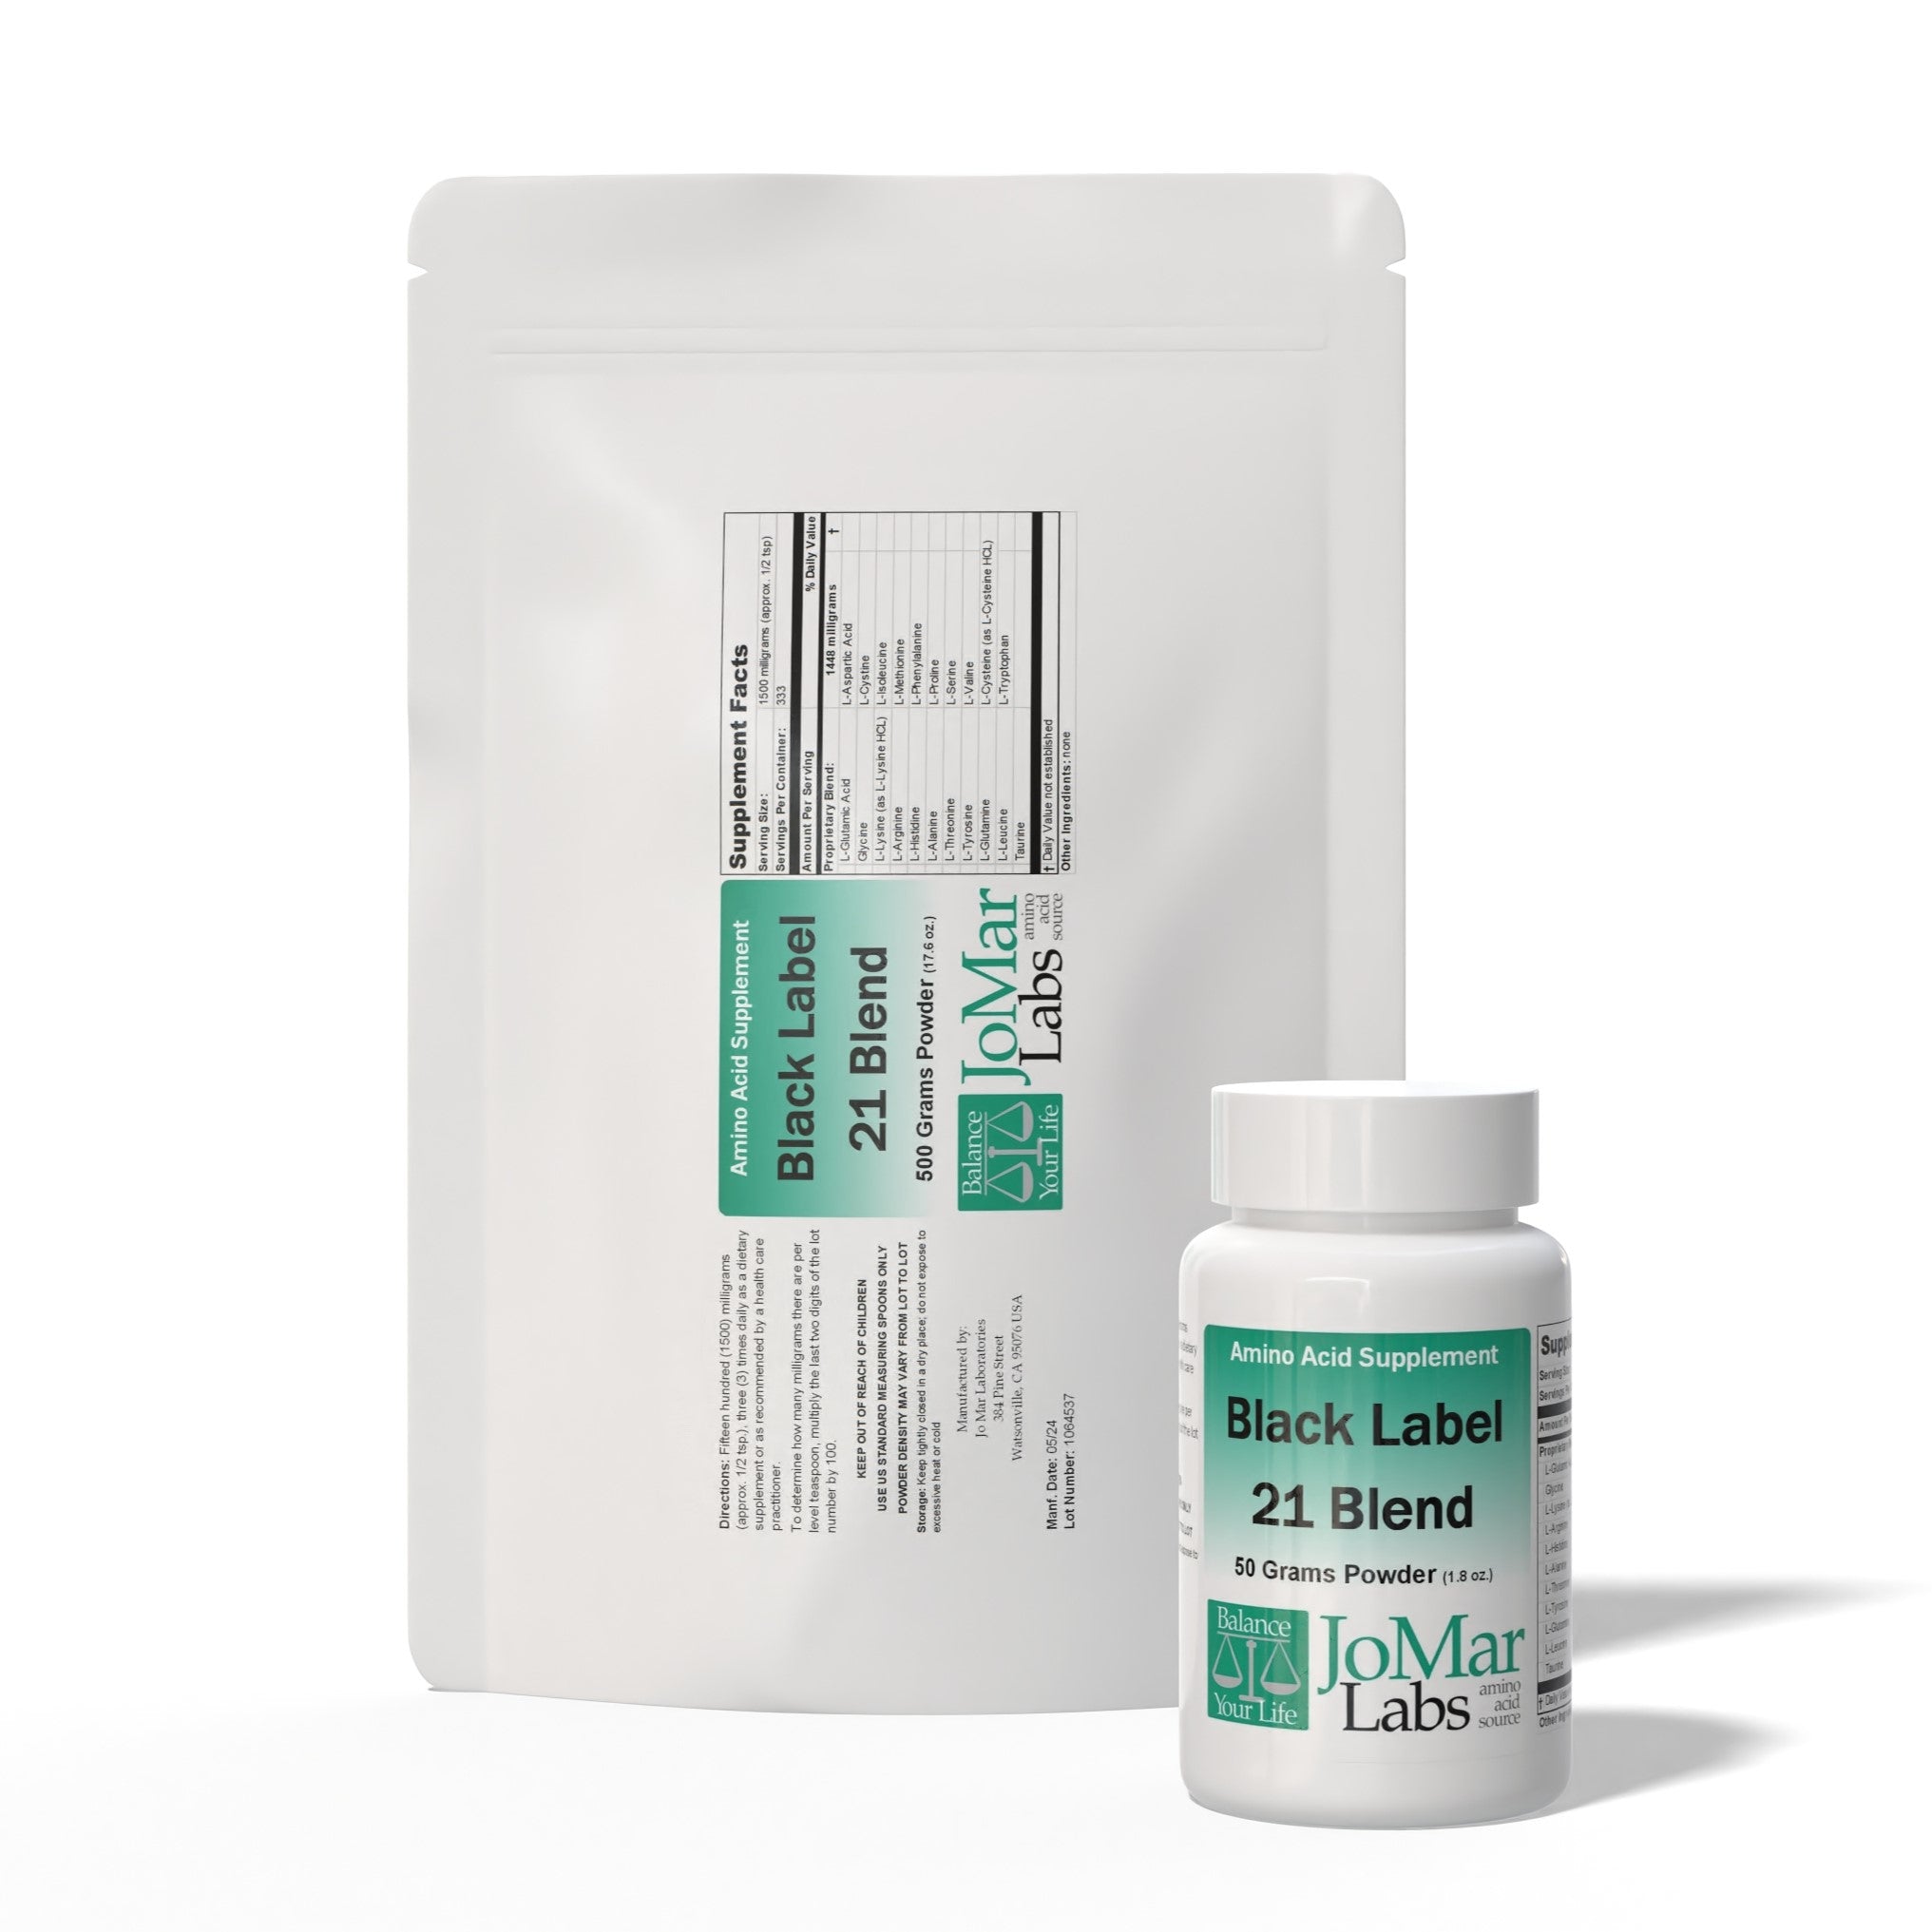 Directions: Fifteen hundred (1500) milligrams
(approx. 1/2 tsp.), three (3) times daily as a dietary
supplement or as recommended by a health care
practitioner.
To determine how many milligrams there are per
level teaspoon, multiply the last two digits of the lot
number by 100.
KEEP OUT OF REACH OF CHILDREN
USE US STANDARD MEASURING SPOONS ONLY
POWDER DENSITY MAY VARY FROM LOT TO LOT
Storage: Keep tightly closed in a dry place; do not expose to
excessive heat or cold
Manufactured by:
Jo Mar Laboratories
384 Pine Street
Watsonville, CA 95076 USA
Manf. Date: 05/24
Lot Number: 1064537
Amino Acid Supplement
Black Label
21 Blend
500 Grams Powder (17.6 oz.)
Balance
Your Life
JoMar
Labs
amino
acid
source
Supplement Facts
Serving Size: 1500 milligrams (approx. 1/2 tsp)
Servings Per Container: 333
Amount Per Serving % Daily Value
Proprietary Blend: 1448 milligrams †
L-Glutamic Acid L-Aspartic Acid
Glycine L-Cystine
L-Lysine (as L-Lysine HCL) L-Isoleucine
L-Arginine L-Methionine
L-Histidine L-Phenylalanine
L-Alanine L-Proline
L-Threonine L-Serine
L-Tyrosine L-Valine
L-Glutamine L-Cysteine (as L-Cysteine HCL)
L-Leucine L-Tryptophan
Taurine
† Daily Value not established
Other Ingredients: none
Amino Acid Supplement
Black Label
21 Blend
50 Grams Powder (1.8 oz.)
Balance
Your Life
JoMar
Labs
amino
acid
source